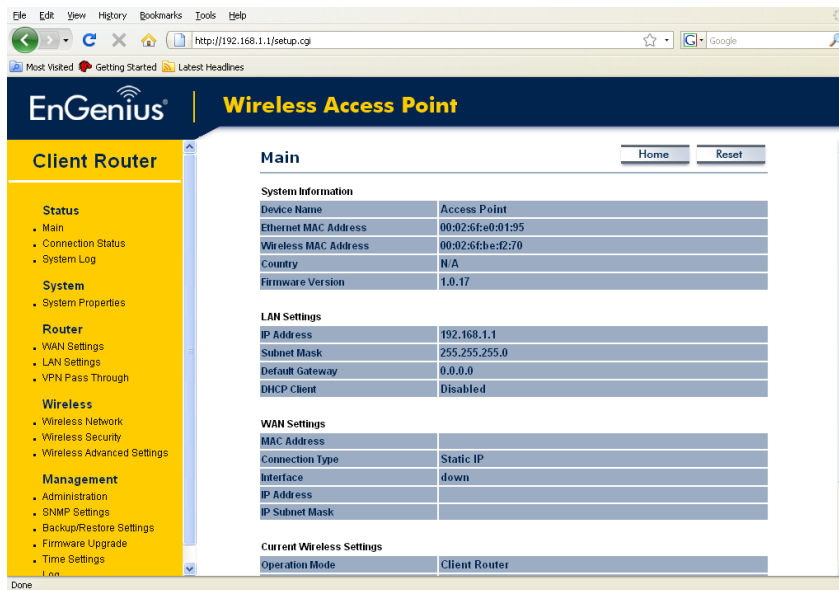 File Edit View History Bookmarks Tools Help
http://192.168.1.1/setup.cgi
G Google
Most Visited Getting Started Latest Headlines
EnGenius® Wireless Access Point
Client Router
Status
Main
Connection Status
System Log
System
System Properties
Router
WAN Settings
LAN Settings
VPN Pass Through
Wireless
Wireless Network
Wireless Security
Wireless Advanced Settings
Management
Administration
SNMP Settings
Backup/Restore Settings
Firmware Upgrade
Time Settings
Log
Main Home Reset
System Information
Device Name Access Point
Ethernet MAC Address 00:02:6f:e0:01:95
Wireless MAC Address 00:02:6f:be:f2:70
Country N/A
Firmware Version 1.0.17
LAN Settings
IP Address 192.168.1.1
Subnet Mask 255.255.255.0
Default Gateway 0.0.0.0
DHCP Client Disabled
WAN Settings
MAC Address
Connection Type Static IP
Interface down
IP Address
IP Subnet Mask
Current Wireless Settings
Operation Mode Client Router
Done